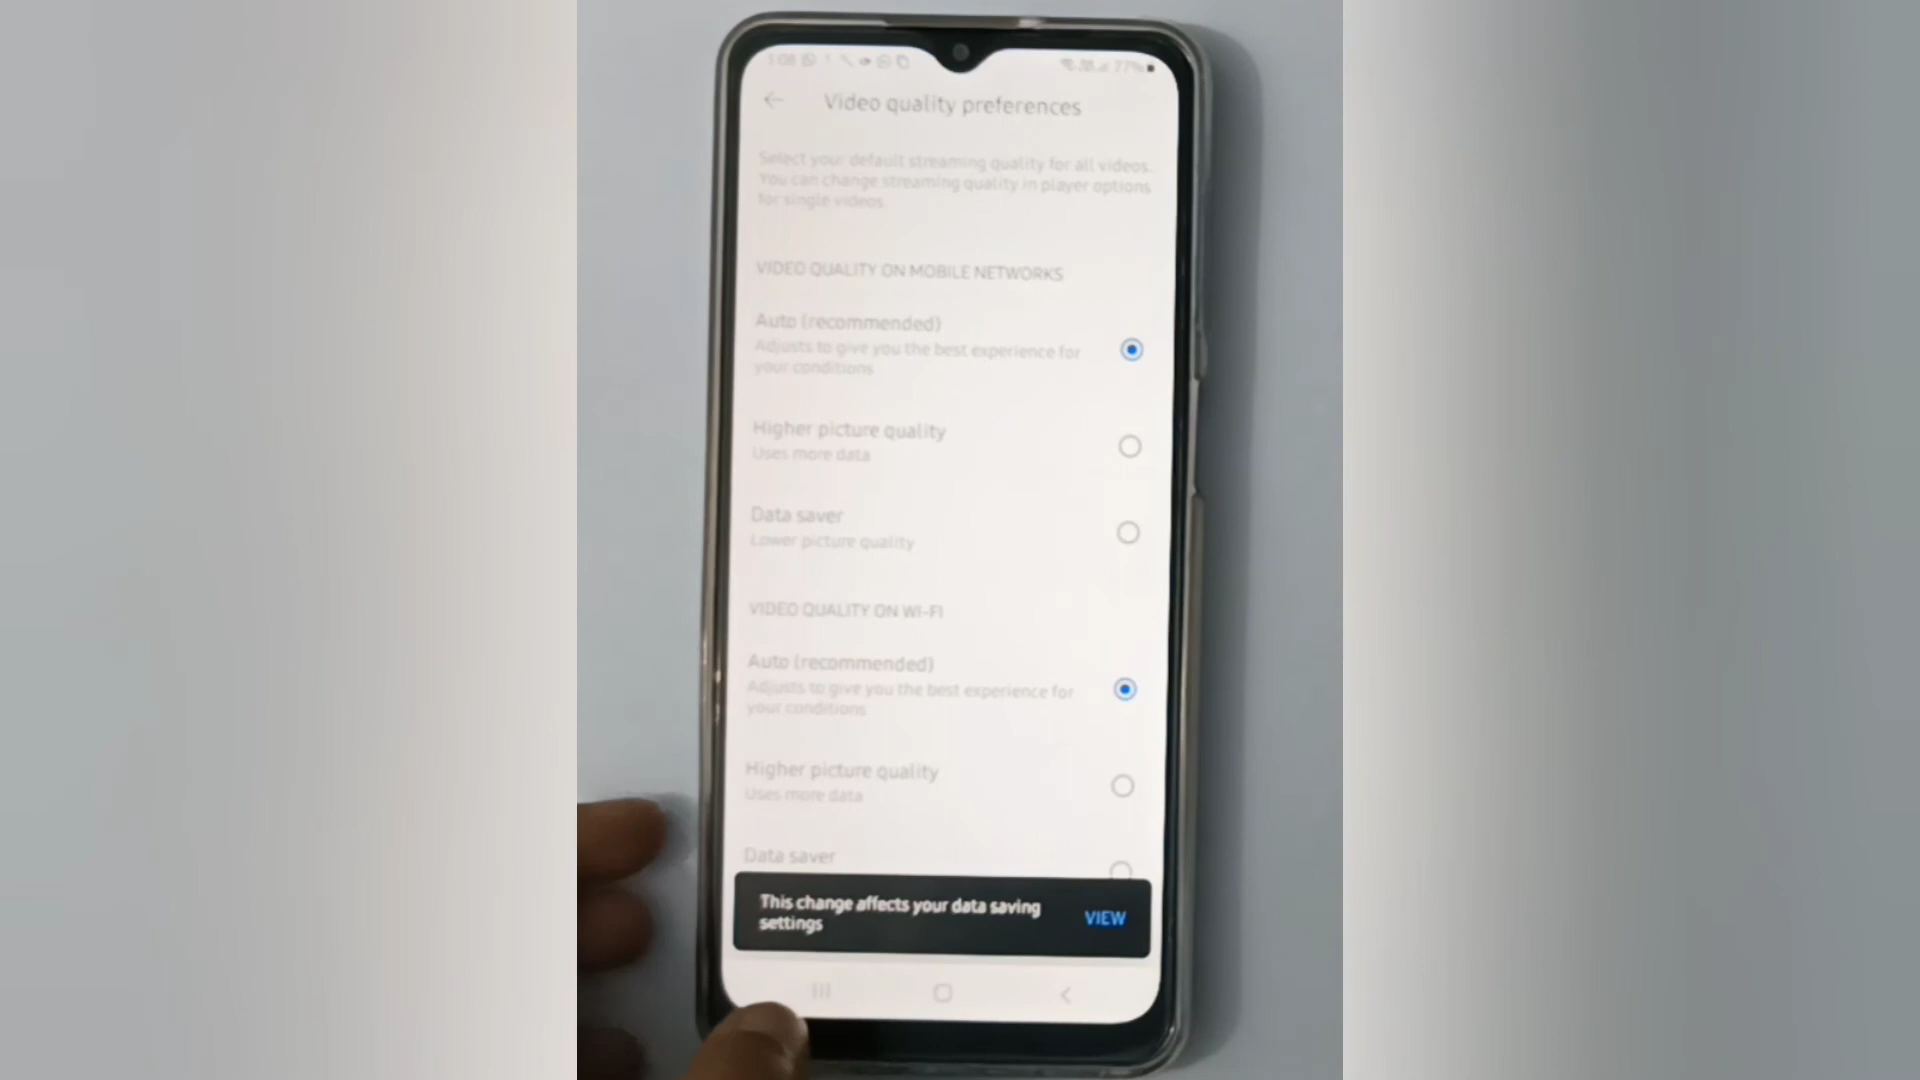 1:08 77%
Video quality preferences
Select your default streaming quality for all videos.
You can change streaming quality in player options
for single videos
VIDEO QUALITY ON MOBILE NETWORKS
Auto (recommended)
Adjusts to give you the best experience for
your conditions
Higher picture quality
Uses more data
Data saver
Lower picture quality
VIDEO QUALITY ON WI-FI
Auto (recommended)
Adjusts to give you the best experience for
your conditions
Higher picture quality
Uses more data
Data saver
This change affects your data saving
settings
VIEW